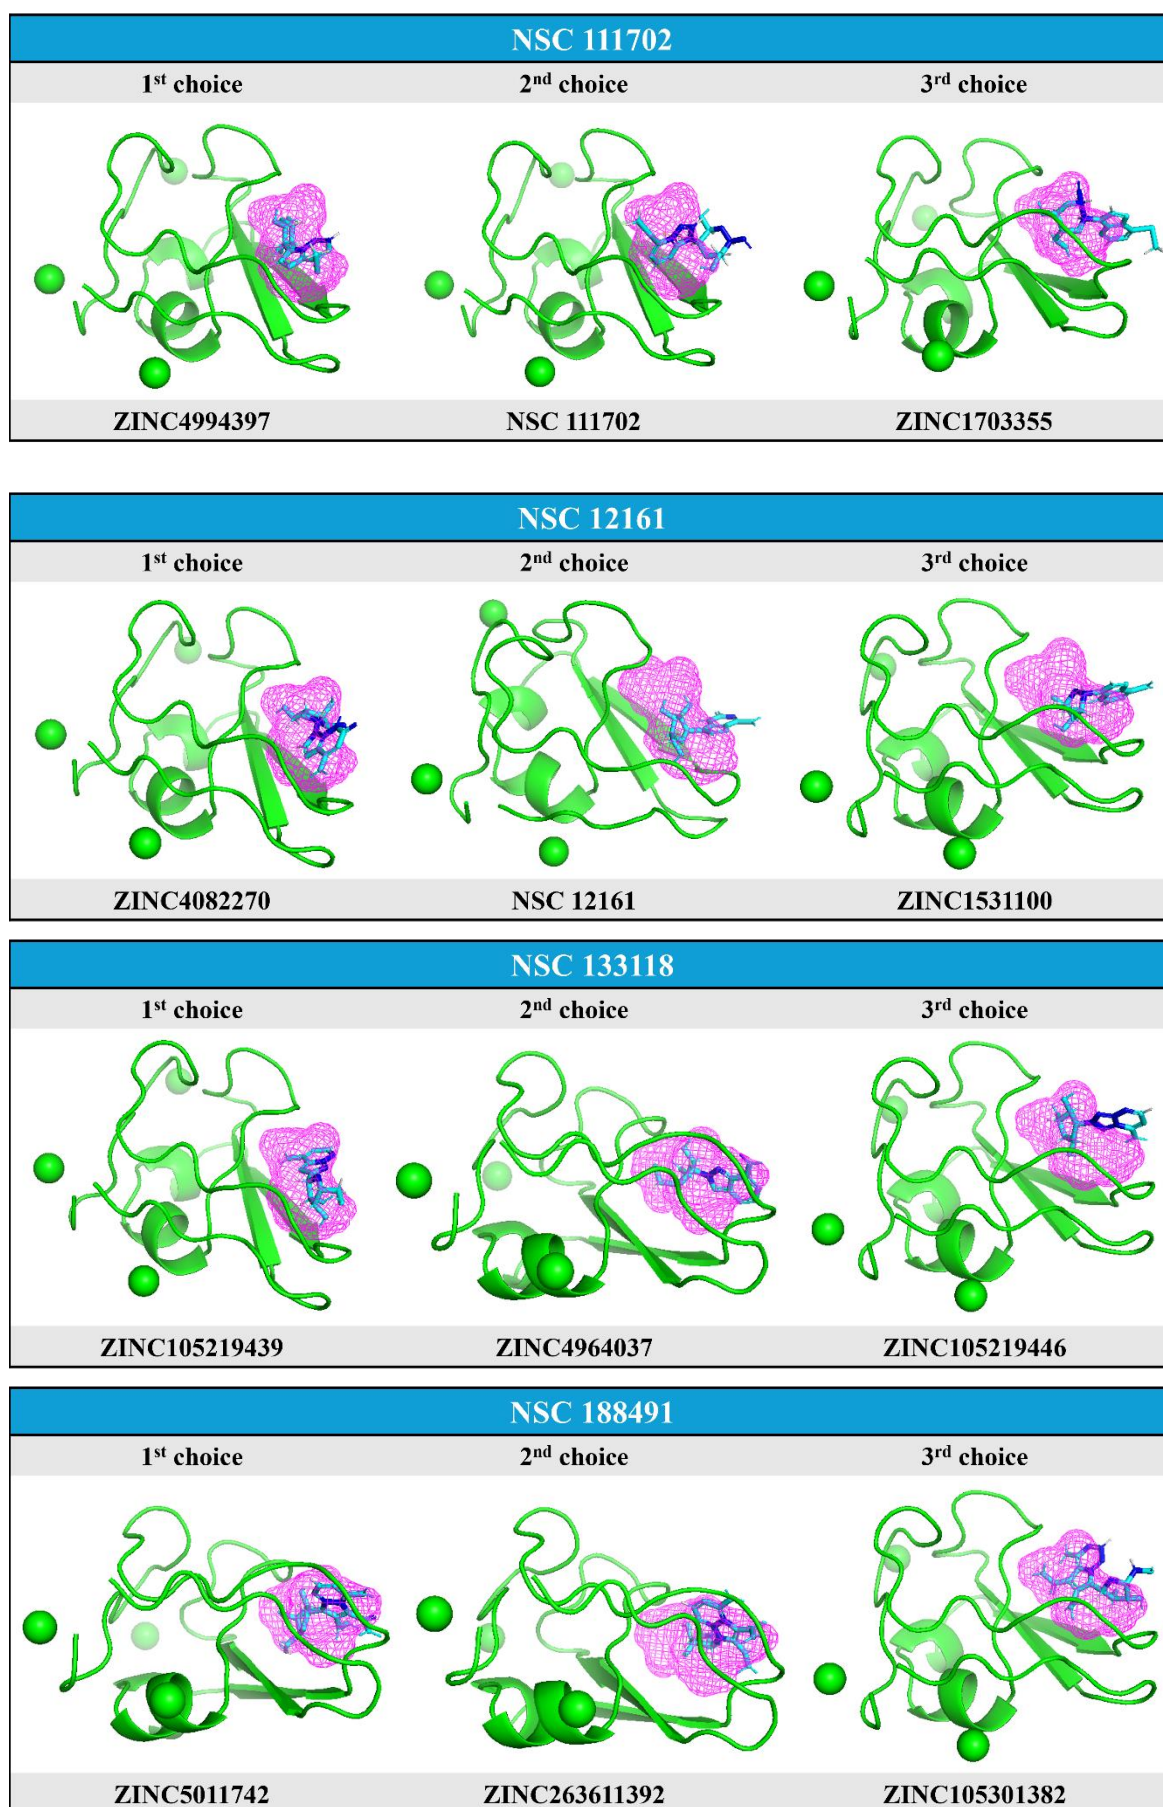 NSC 111702
1st choice 2nd choice 3rd choice
ZINC4994397 NSC 111702 ZINC1703355
NSC 12161
1st choice 2nd choice 3rd choice
ZINC4082270 NSC 12161 ZINC1531100
NSC 133118
1st choice 2nd choice 3rd choice
ZINC105219439 ZINC4964037 ZINC105219446
NSC 188491
1st choice 2nd choice 3rd choice
ZINC5011742 ZINC263611392 ZINC105301382